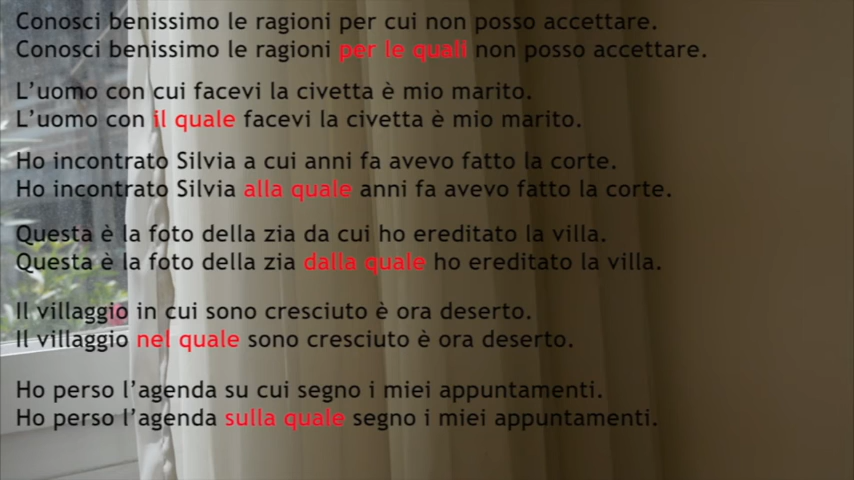 Conosci benissimo le ragioni per cui non posso accettare.
Conosci benissimo le ragioni per le quali non posso accettare.
L'uomo con cui facevi la civetta è mio marito.
L'uomo con il quale facevi la civetta è mio marito.
Ho incontrato Silvia a cui anni fa avevo fatto la corte.
Ho incontrato Silvia alla quale anni fa avevo fatto la corte.
Questa è la foto della zia da cui ho ereditato la villa.
Questa è la foto della zia dalla quale ho ereditato la villa.
Il villaggio in cui sono cresciuto è ora deserto.
Il villaggio nel quale sono cresciuto è ora deserto.
Ho perso l'agenda su cui segno i miei appuntamenti.
Ho perso l'agenda sulla quale segno i miei appuntamenti.